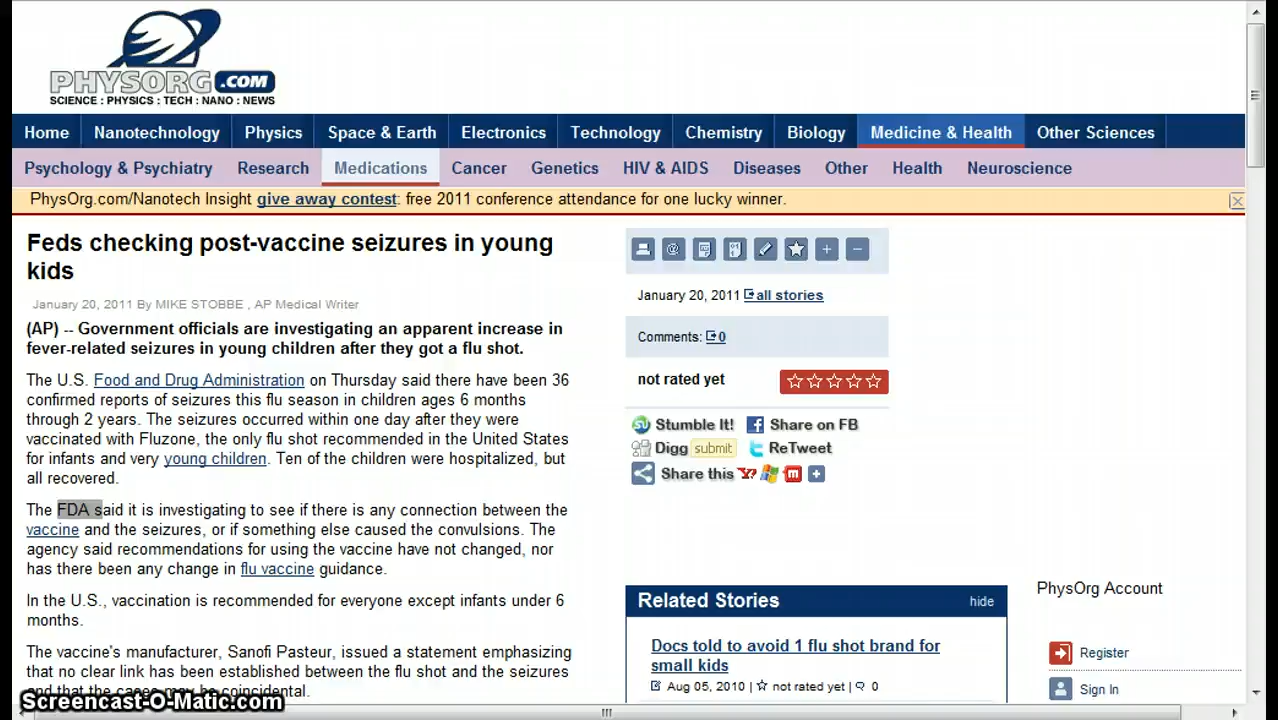 PHYSORG.COM
SCIENCE : PHYSICS : TECH : NANO : NEWS
Home Nanotechnology Physics Space & Earth Electronics Technology Chemistry Biology Medicine & Health Other Sciences
Psychology & Psychiatry Research Medications Cancer Genetics HIV & AIDS Diseases Other Health Neuroscience
PhysOrg.com/Nanotech Insight give away contest: free 2011 conference attendance for one lucky winner.
Feds checking post-vaccine seizures in young
kids
January 20, 2011 By MIKE STOBBE , AP Medical Writer
(AP) -- Government officials are investigating an apparent increase in
fever-related seizures in young children after they got a flu shot.
The U.S. Food and Drug Administration on Thursday said there have been 36
confirmed reports of seizures this flu season in children ages 6 months
through 2 years. The seizures occurred within one day after they were
vaccinated with Fluzone, the only flu shot recommended in the United States
for infants and very young children. Ten of the children were hospitalized, but
all recovered.
The FDA said it is investigating to see if there is any connection between the
vaccine and the seizures, or if something else caused the convulsions. The
agency said recommendations for using the vaccine have not changed, nor
has there been any change in flu vaccine guidance.
In the U.S., vaccination is recommended for everyone except infants under 6
months.
The vaccine's manufacturer, Sanofi Pasteur, issued a statement emphasizing
that no clear link has been established between the flu shot and the seizures
and that the cases may be coincidental.
January 20, 2011 all stories
Comments: 0
not rated yet
Stumble It! Share on FB
Digg submit ReTweet
Share this
Related Stories hide
Docs told to avoid 1 flu shot brand for
small kids
Aug 05, 2010 | not rated yet | 0
PhysOrg Account
Register
Sign In
Screencast-O-Matic.com